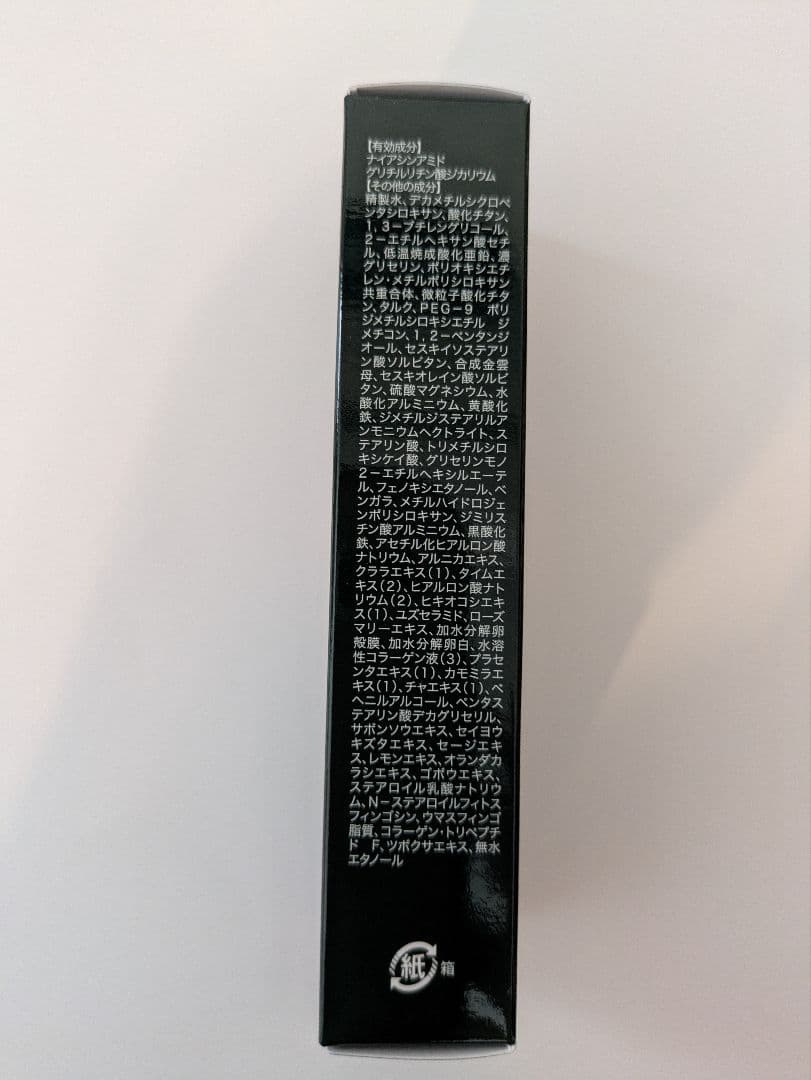 【有効成分】
ナイアシンアミド
グリチルリチン酸ジカリウム
【その他の成分】
精製水、デカメチルシクロペ
ンタシロキサン、酸化チタン、
1，3－ブチレングリコール、
2－エチルヘキサン酸セチ
ル、低温焼成酸化亜鉛、濃
グリセリン、ポリオキシエチ
レン・メチルポリシロキサン
共重合体、微粒子酸化チタ
ン、タルク、PEG－9　ポリ
ジメチルシロキシエチル　ジ
メチコン、1，2－ペンタンジ
オール、セスキイソステアリ
ン酸ソルビタン、合成金雲
母、セスキオレイン酸ソルビ
タン、硫酸マグネシウム、水
酸化アルミニウム、黄酸化
鉄、ジメチルジステアリルア
ンモニウムヘクトライト、ス
テアリン酸、トリメチルシロ
キシケイ酸、グリセリンモノ
2－エチルヘキシルエーテ
ル、フェノキシエタノール、ベ
ンガラ、メチルハイドロジェ
ンポリシロキサン、ジミリス
チン酸アルミニウム、黒酸化
鉄、アセチル化ヒアルロン酸
ナトリウム、アルニカエキス、
クララエキス（1）、タイムエ
キス（2）、ヒアルロン酸ナト
リウム（2）、ヒキオコシエキ
ス（1）、ユズセラミド、ローズ
マリーエキス、加水分解卵
殻膜、加水分解卵白、水溶
性コラーゲン液（3）、プラセ
ンタエキス（1）、カモミラエ
キス（1）、チャエキス（1）、ベ
ヘニルアルコール、ペンタス
テアリン酸デカグリセリル、
サボンソウエキス、セイヨウ
キズタエキス、セージエキ
ス、レモンエキス、オランダカ
ラシエキス、ゴボウエキス、
ステアロイル乳酸ナトリウ
ム、N－ステアロイルフィトス
フィンゴシン、ウマスフィンゴ
脂質、コラーゲン・トリペプチ
ド　F、ツボクサエキス、無水
エタノール
紙 箱